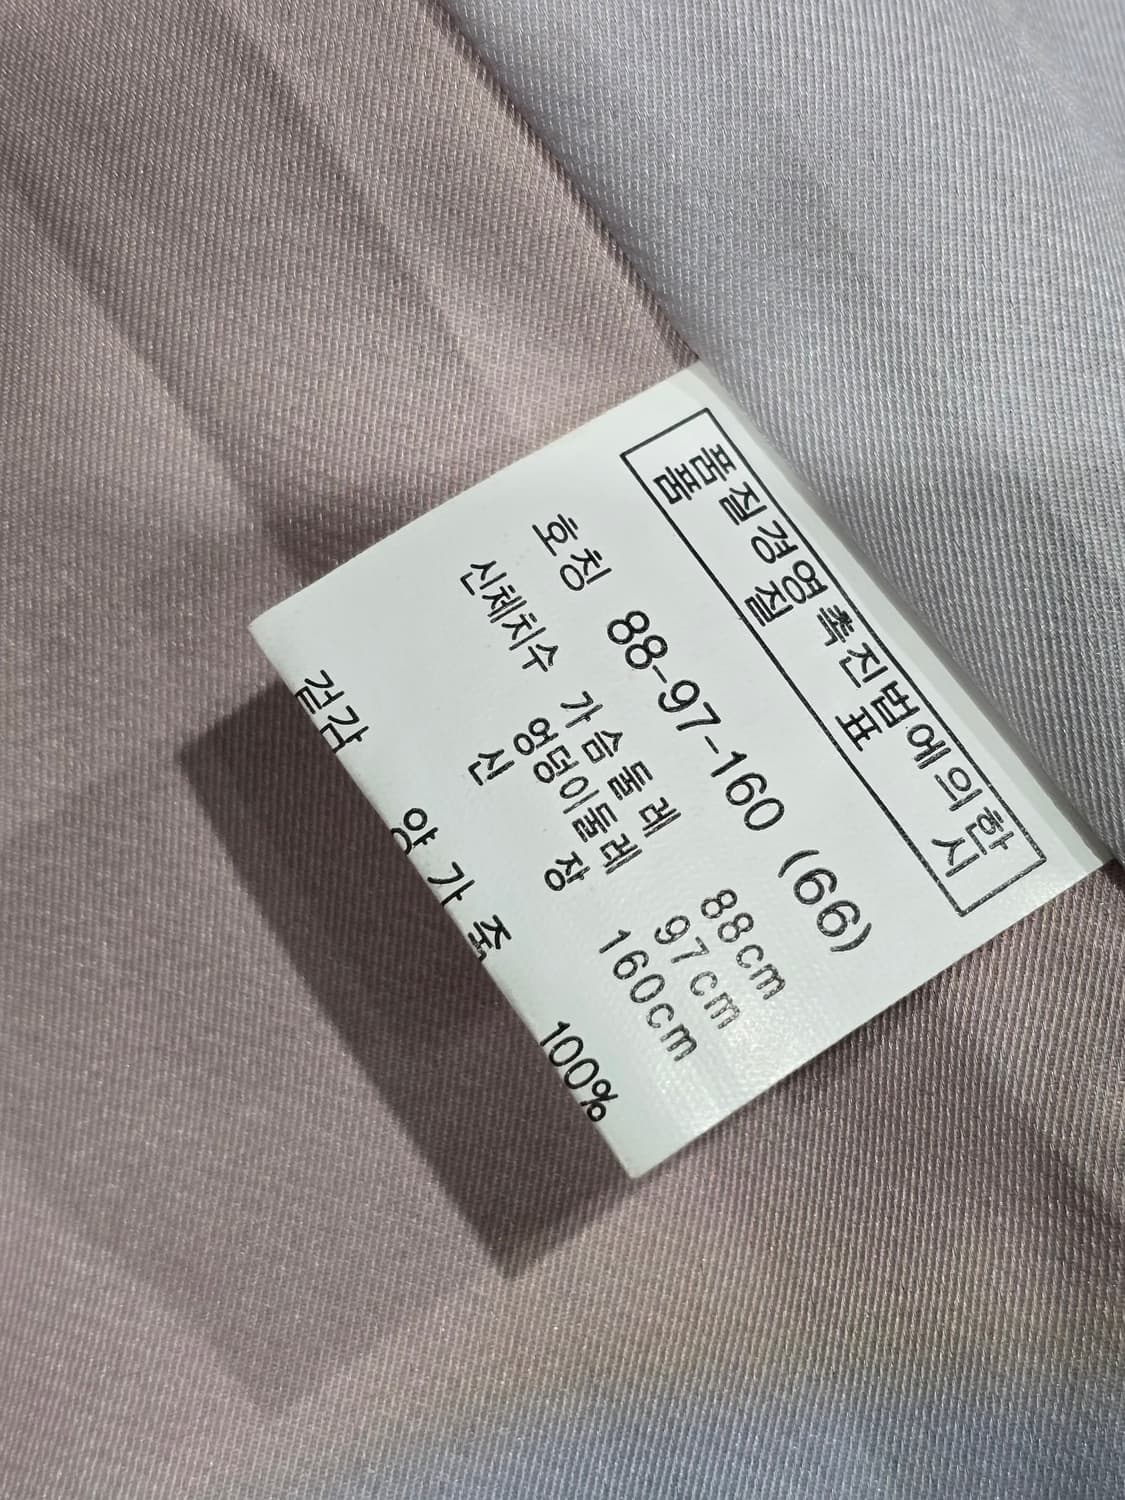 품질경영촉진법에의한
품 질 표 시
호칭 88-97-160 (66)
신체치수 가슴둘레 88cm
엉덩이둘레 97cm
신 장 160cm
겉감 양가죽 100%